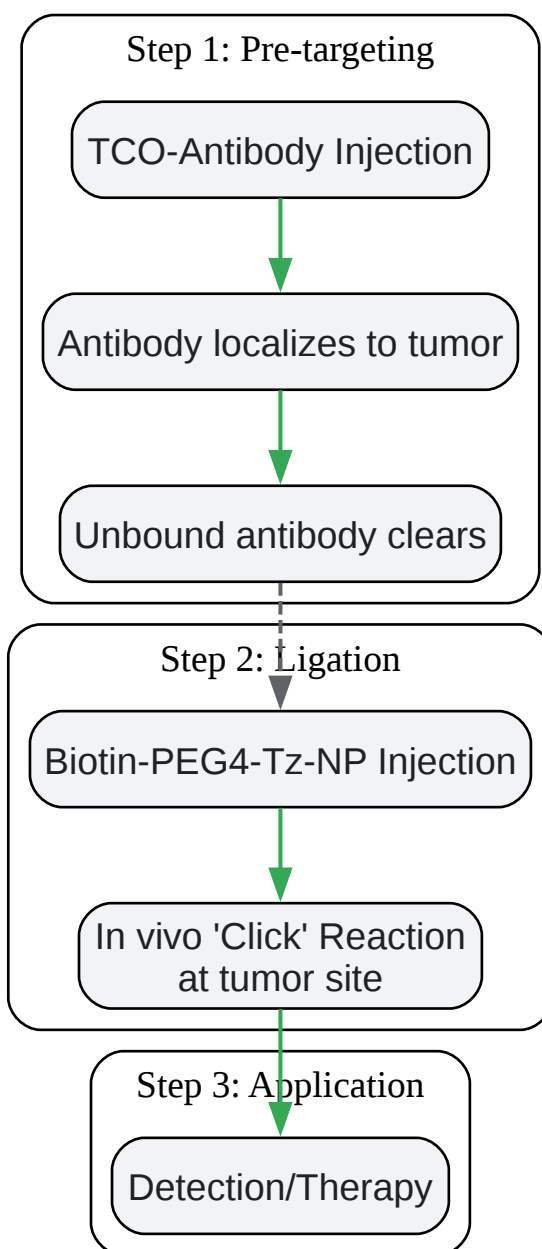 Step 1: Pre-targeting
TCO-Antibody Injection
Antibody localizes to tumor
Unbound antibody clears
Step 2: Ligation
Biotin-PEG4-Tz-NP Injection
In vivo 'Click' Reaction
at tumor site
Step 3: Application
Detection/Therapy